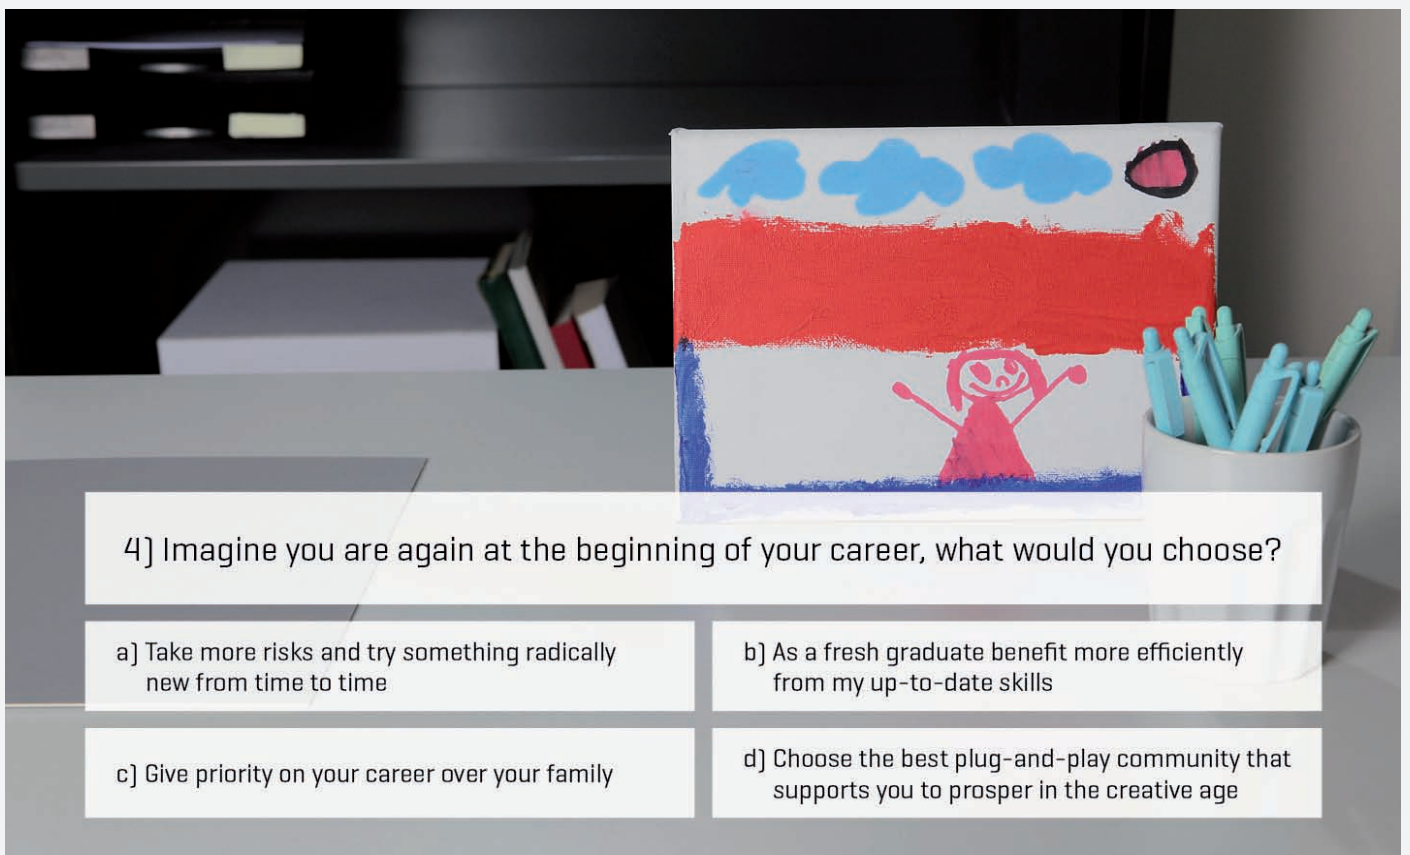 4) Imagine you are again at the beginning of your career, what would you choose?
a) Take more risks and try something radically
new from time to time
b) As a fresh graduate benefit more efficiently
from my up-to-date skills
c) Give priority on your career over your family
d) Choose the best plug-and-play community that
supports you to prosper in the creative age